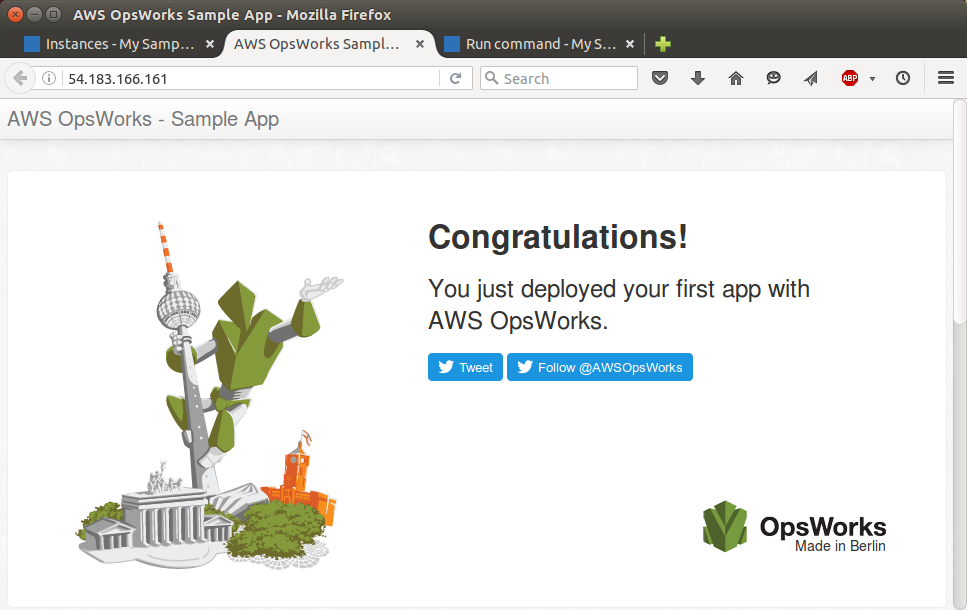 AWS OpsWorks Sample App - Mozilla Firefox
Instances - My Samp…
AWS OpsWorks Sampl…
Run command - My S…
54.183.166.161
Search
ABP
AWS OpsWorks - Sample App
Congratulations!
You just deployed your first app with
AWS OpsWorks.
Tweet
Follow @AWSOpsWorks
OpsWorks
Made in Berlin